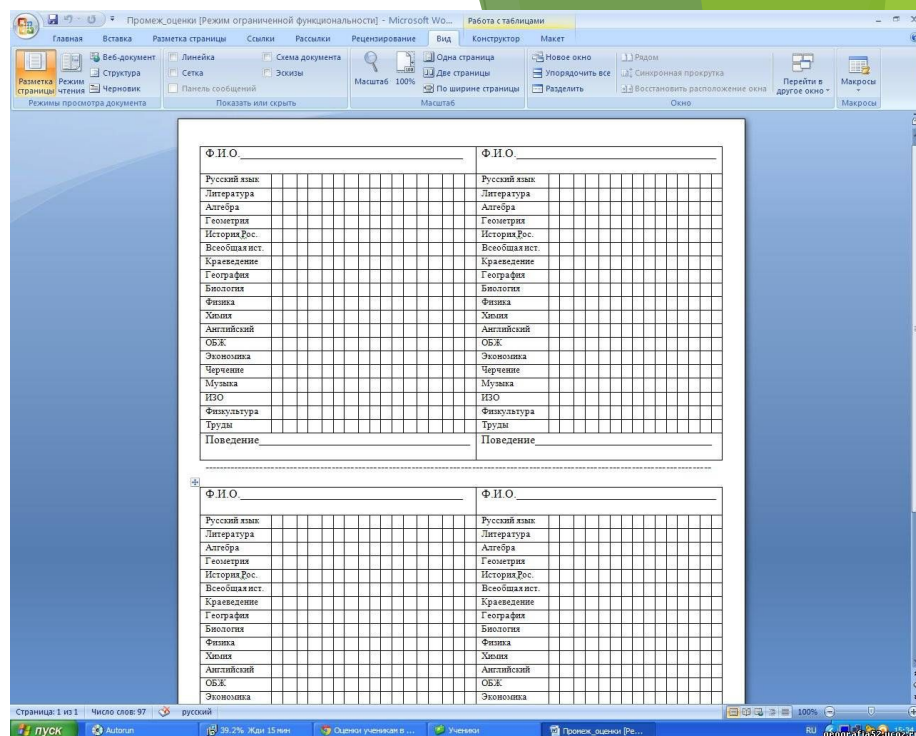 Промеж_оценки [Режим ограниченной функциональности] - Microsoft Wo...
Работа с таблицами
Главная Вставка Разметка страницы Ссылки Рассылки Рецензирование Вид Конструктор Макет
Разметка страницы
Режим чтения
Веб-документ
Структура
Черновик
Режимы просмотра документа
Линейка
Сетка
Панель сообщений
Схема документа
Эскизы
Показать или скрыть
Масштаб
100%
Одна страница
Две страницы
По ширине страницы
Масштаб
Новое окно
Упорядочить все
Разделить
Рядом
Синхронная прокрутка
Восстановить расположение окна
Перейти в другое окно
Окно
Макросы
Макросы
Ф.И.О. Ф.И.О.
Русский язык Русский язык
Литература Литература
Алгебра Алгебра
Геометрия Геометрия
История Рос. История Рос.
Всеобщая ист. Всеобщая ист.
Краеведение Краеведение
География География
Биология Биология
Физика Физика
Химия Химия
Английский Английский
ОБЖ ОБЖ
Экономика Экономика
Черчение Черчение
Музыка Музыка
ИЗО ИЗО
Физкультура Физкультура
Труды Труды
Поведение Поведение
Ф.И.О. Ф.И.О.
Русский язык Русский язык
Литература Литература
Алгебра Алгебра
Геометрия Геометрия
История Рос. История Рос.
Всеобщая ист. Всеобщая ист.
Краеведение Краеведение
География География
Биология Биология
Физика Физика
Химия Химия
Английский Английский
ОБЖ ОБЖ
Экономика Экономика
Страница: 1 из 1 Число слов: 97 русский 100%
пуск Autorun 39.2% Жди 15 мин Оценки ученикам в ... Ученики Промеж_оценки [Ре... RU